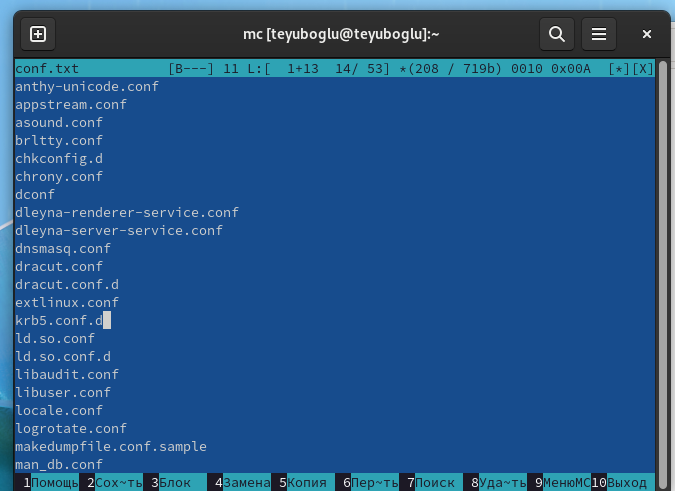 mc [teyuboglu@teyuboglu]:~
conf.txt [B---] 11 L:[ 1+13 14/ 53] *(208 / 719b) 0010 0x00A [*][X]
anthy-unicode.conf
appstream.conf
asound.conf
brltty.conf
chkconfig.d
chrony.conf
dconf
dleyna-renderer-service.conf
dleyna-server-service.conf
dnsmasq.conf
dracut.conf
dracut.conf.d
extlinux.conf
krb5.conf.d
ld.so.conf
ld.so.conf.d
libaudit.conf
libuser.conf
locale.conf
logrotate.conf
makedumpfile.conf.sample
man_db.conf
1Помощь 2Сох~ть 3Блок 4Замена 5Копия 6Пер~ть 7Поиск 8Уда~ть 9МенюMC 10Выход